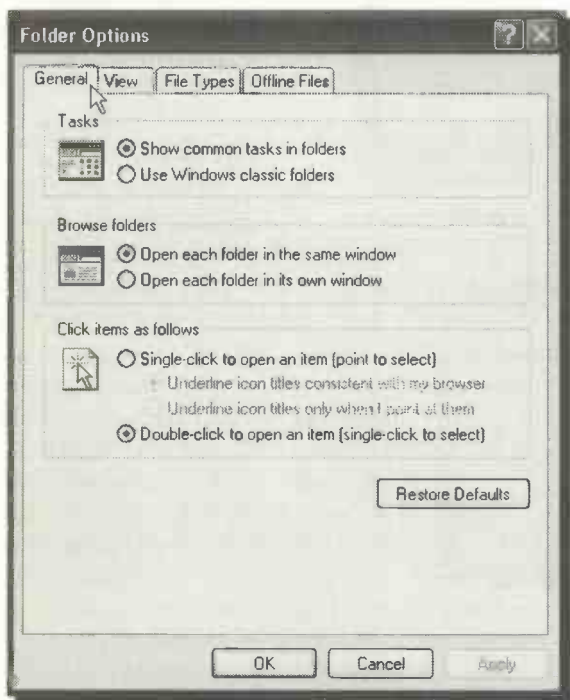 Folder Options
General View File Types Offline Files
Tasks
Show common tasks in folders
Use Windows classic folders
Browse folders
Open each folder in the same window
Open each folder in its own window
Click items as follows
Single-click to open an item (point to select)
Underline icon titles consistent with my browser
Underline icon titles only when I point at them
Double-click to open an item (single-click to select)
Restore Defaults
OK Cancel Apply